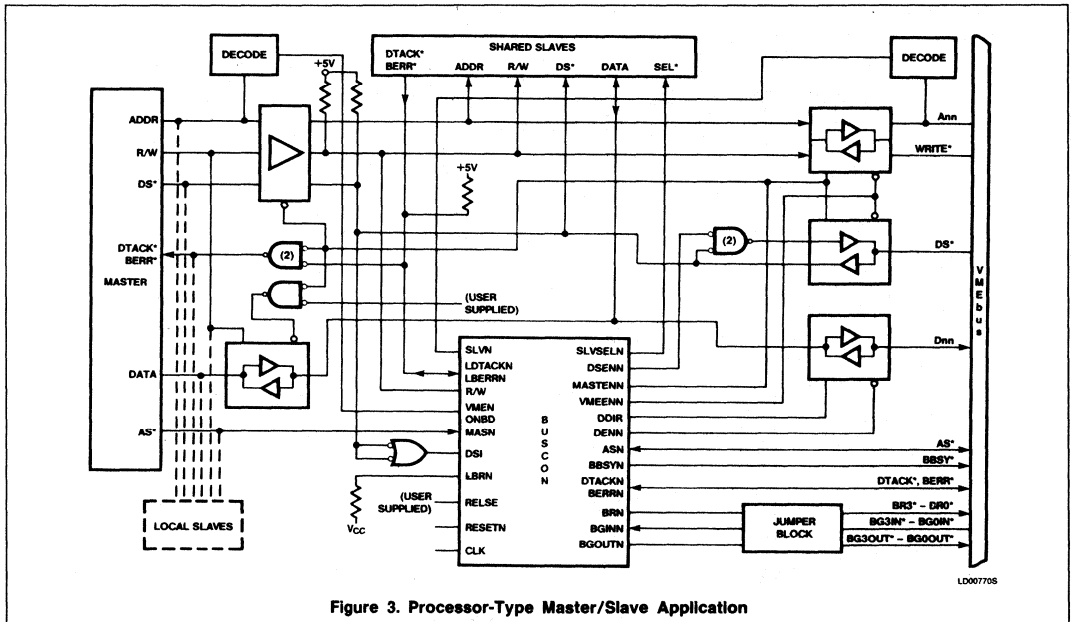 DECODE
+5V
SHARED SLAVES
DTACK*
BERR*
ADDR
R/W
DS*
DATA
SEL*
DECODE
ADDR
R/W
DS*
DTACK*
BERR*
MASTER
DATA
AS*
LOCAL SLAVES
(2)
+5V
(USER
SUPPLIED)
(2)
Ann
WRITE*
DS*
Dnn
VMEbus
SLVN
LDTACKN
LBERRN
R/W
VMEN
ONBD
MASN
DSI
LBRN
RELSE
RESETN
CLK
BUSCON
SLVSELN
DSENN
MASTENN
VMEENN
DDIR
DENN
ASN
BBSYN
DTACKN
BERRN
BRN
BGINN
BGOUTN
VCC
(USER
SUPPLIED)
AS*
BBSY*
DTACK*, BERR*
BR3* – DR0*
BG3IN* – BG0IN*
BG3OUT* – BG0OUT*
JUMPER
BLOCK
LD00770S
Figure 3. Processor-Type Master/Slave Application